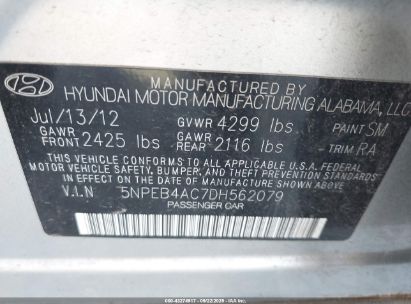 MANUFACTURED BY
HYUNDAI MOTOR MANUFACTURING ALABAMA, LLC
Jul/13/12 GVWR 4299 lbs PAINT SM
GAWR FRONT 2425 lbs GAWR REAR 2116 lbs TRIM RA
THIS VEHICLE CONFORMS TO ALL APPLICABLE U.S.A. FEDERAL
MOTOR VEHICLE SAFETY, BUMPER, AND THEFT PREVENTION
STANDARDS IN EFFECT ON THE DATE OF MANUFACTURE SHOWN ABOVE.
V.I.N 5NPEB4AC7DH562079
PASSENGER CAR